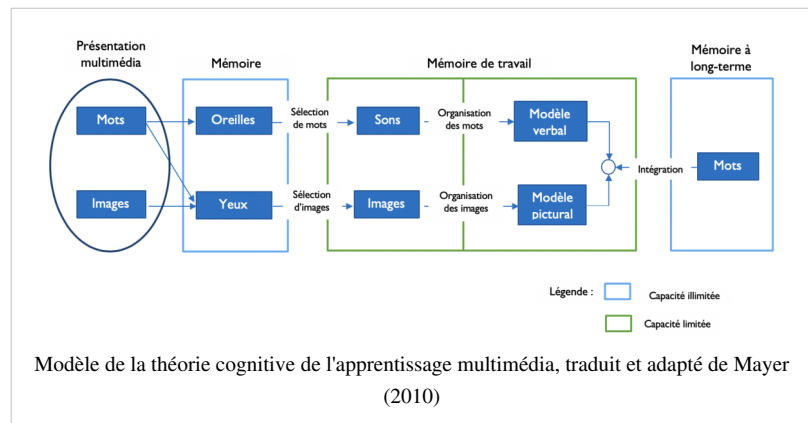 Présentation
multimédia
Mémoire
Mémoire de travail
Mémoire à
long-terme
Mots
Oreilles
Sélection
de mots
Sons
Organisation
des mots
Modèle
verbal
Intégration
Mots
Images
Yeux
Sélection
d'images
Images
Organisation
des images
Modèle
pictural
Légende :
Capacité illimitée
Capacité limitée
Modèle de la théorie cognitive de l'apprentissage multimédia, traduit et adapté de Mayer
(2010)